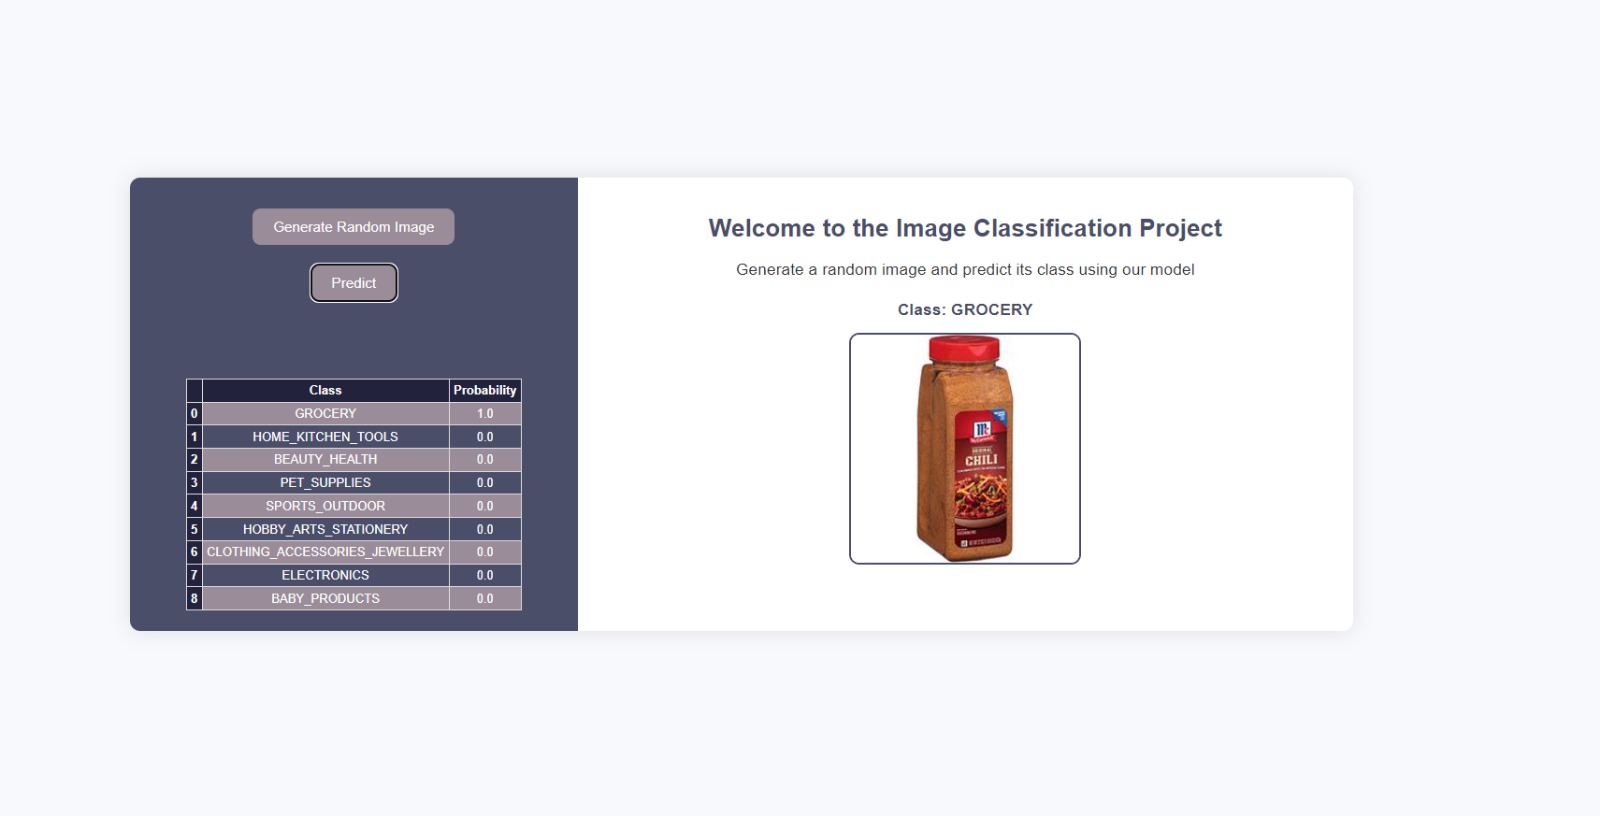 Generate Random Image
Predict
Class Probability
0 GROCERY 1.0
1 HOME_KITCHEN_TOOLS 0.0
2 BEAUTY_HEALTH 0.0
3 PET_SUPPLIES 0.0
4 SPORTS_OUTDOOR 0.0
5 HOBBY_ARTS_STATIONERY 0.0
6 CLOTHING_ACCESSORIES_JEWELLERY 0.0
7 ELECTRONICS 0.0
8 BABY_PRODUCTS 0.0
Welcome to the Image Classification Project
Generate a random image and predict its class using our model
Class: GROCERY
McCormick
CHILI